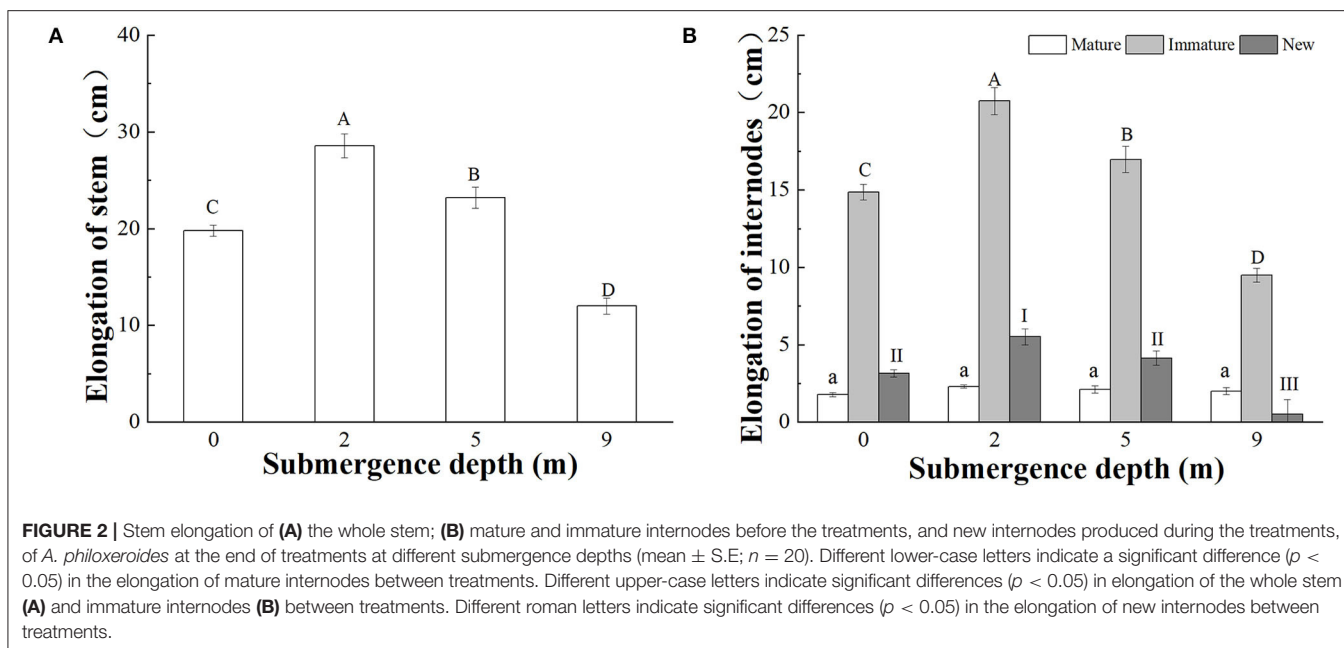 A
Elongation of stem (cm)
40
30
20
10
0
C
A
B
D
0 2 5 9
Submergence depth (m)
B
Elongation of internodes (cm)
Mature Immature New
25
20
15
10
5
0
a C II
a A I
a B II
a D III
0 2 5 9
Submergence depth (m)
FIGURE 2 | Stem elongation of (A) the whole stem; (B) mature and immature internodes before the treatments, and new internodes produced during the treatments,
of A. philoxeroides at the end of treatments at different submergence depths (mean ± S.E; n = 20). Different lower-case letters indicate a significant difference (p <
0.05) in the elongation of mature internodes between treatments. Different upper-case letters indicate significant differences (p < 0.05) in elongation of the whole stem
(A) and immature internodes (B) between treatments. Different roman letters indicate significant differences (p < 0.05) in the elongation of new internodes between
treatments.